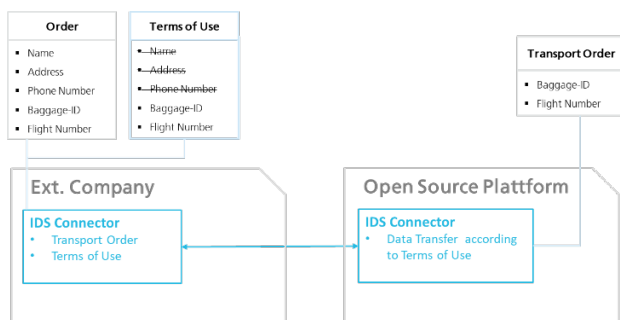 Order
Name
Address
Phone Number
Baggage-ID
Flight Number
Terms of Use
Name
Address
Phone Number
Baggage-ID
Flight Number
Transport Order
Baggage-ID
Flight Number
Ext. Company
IDS Connector
Transport Order
Terms of Use
Open Source Plattform
IDS Connector
Data Transfer according
to Terms of Use